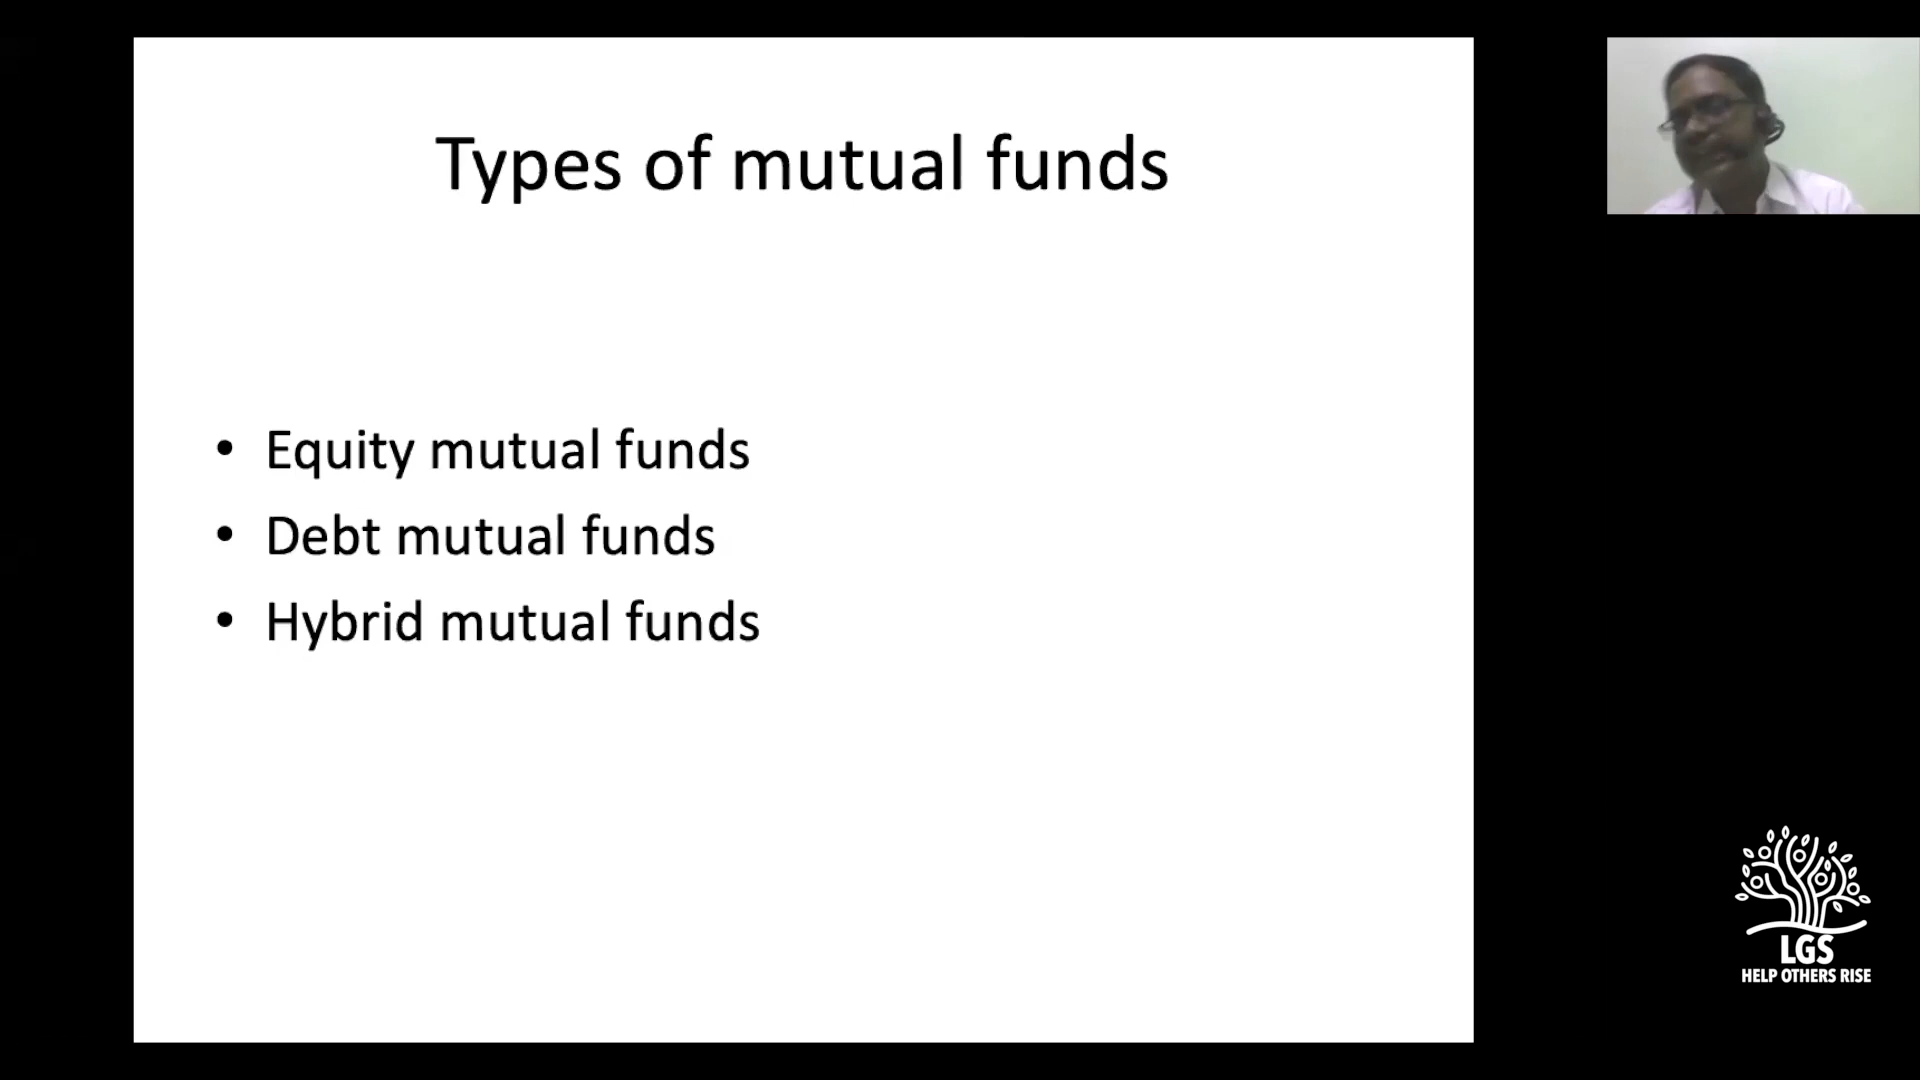 Types of mutual funds
• Equity mutual funds
• Debt mutual funds
• Hybrid mutual funds
LGS
HELP OTHERS RISE